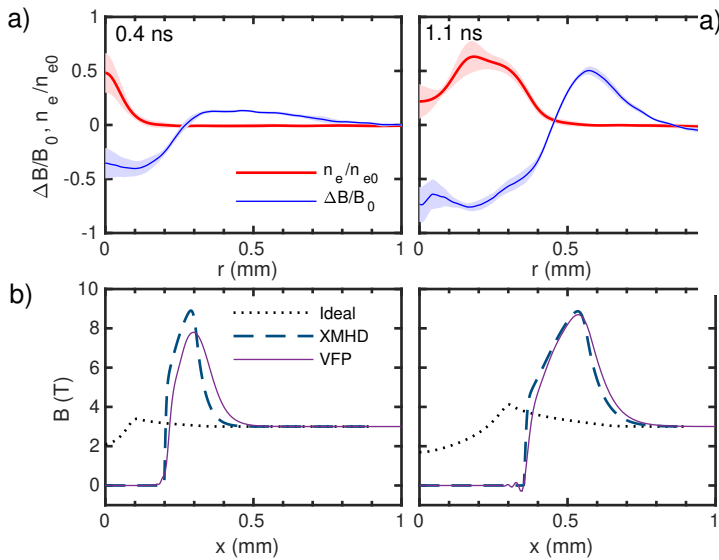 a)
0.4 ns
1.1 ns
a)
1
0.5
0
-0.5
-1
ΔB/B0, ne/ne0
ne/ne0
ΔB/B0
0 0.5 1
r (mm)
0 0.5
r (mm)
b)
10
8
6
4
2
0
B (T)
Ideal
XMHD
VFP
0 0.5 1
x (mm)
0 0.5 1
x (mm)